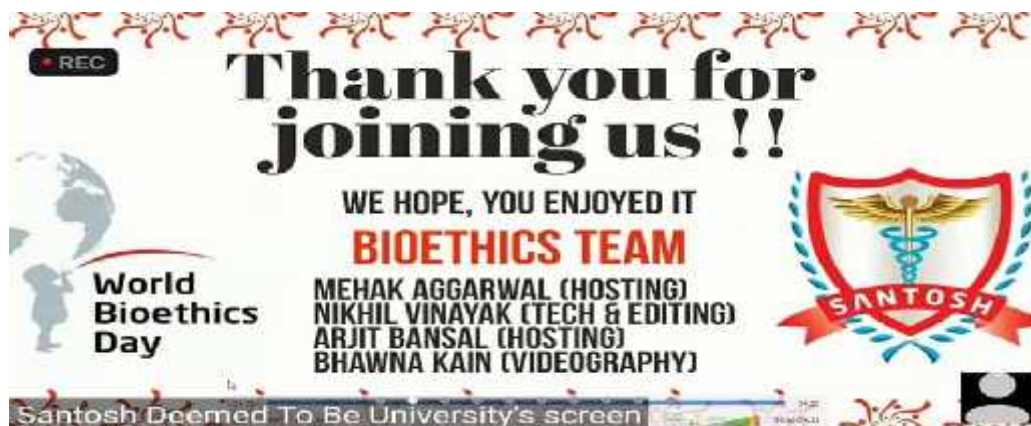 REC
Thank you for
joining us !!
WE HOPE, YOU ENJOYED IT
BIOETHICS TEAM
MEHAK AGGARWAL (HOSTING)
NIKHIL VINAYAK (TECH & EDITING)
ARJIT BANSAL (HOSTING)
BHAWNA KAIN (VIDEOGRAPHY)
World
Bioethics
Day
SANTOSH
Santosh Deemed To Be University's screen